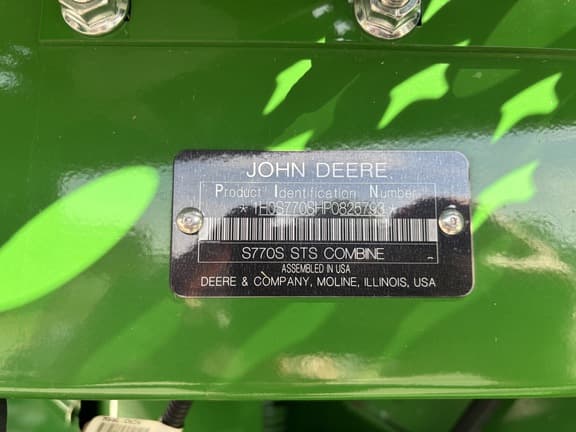 JOHN DEERE
Product Identification Number
*1H0S770SHP0825793*
S770S STS COMBINE
ASSEMBLED IN USA
DEERE & COMPANY, MOLINE, ILLINOIS, USA